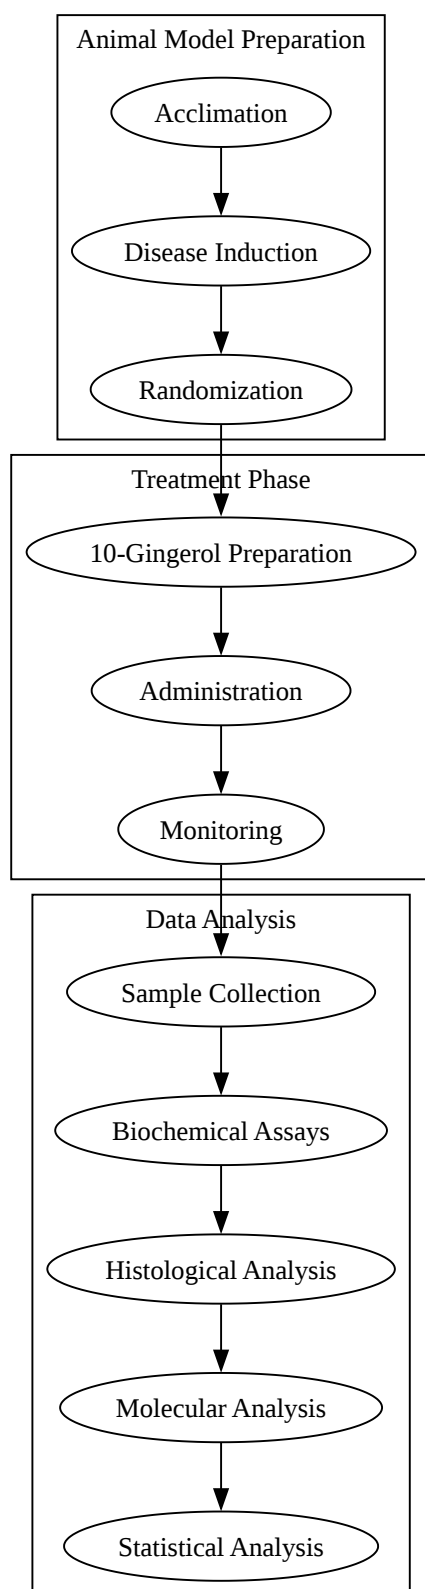 Animal Model Preparation
Acclimation
Disease Induction
Randomization
Treatment Phase
10-Gingerol Preparation
Administration
Monitoring
Data Analysis
Sample Collection
Biochemical Assays
Histological Analysis
Molecular Analysis
Statistical Analysis